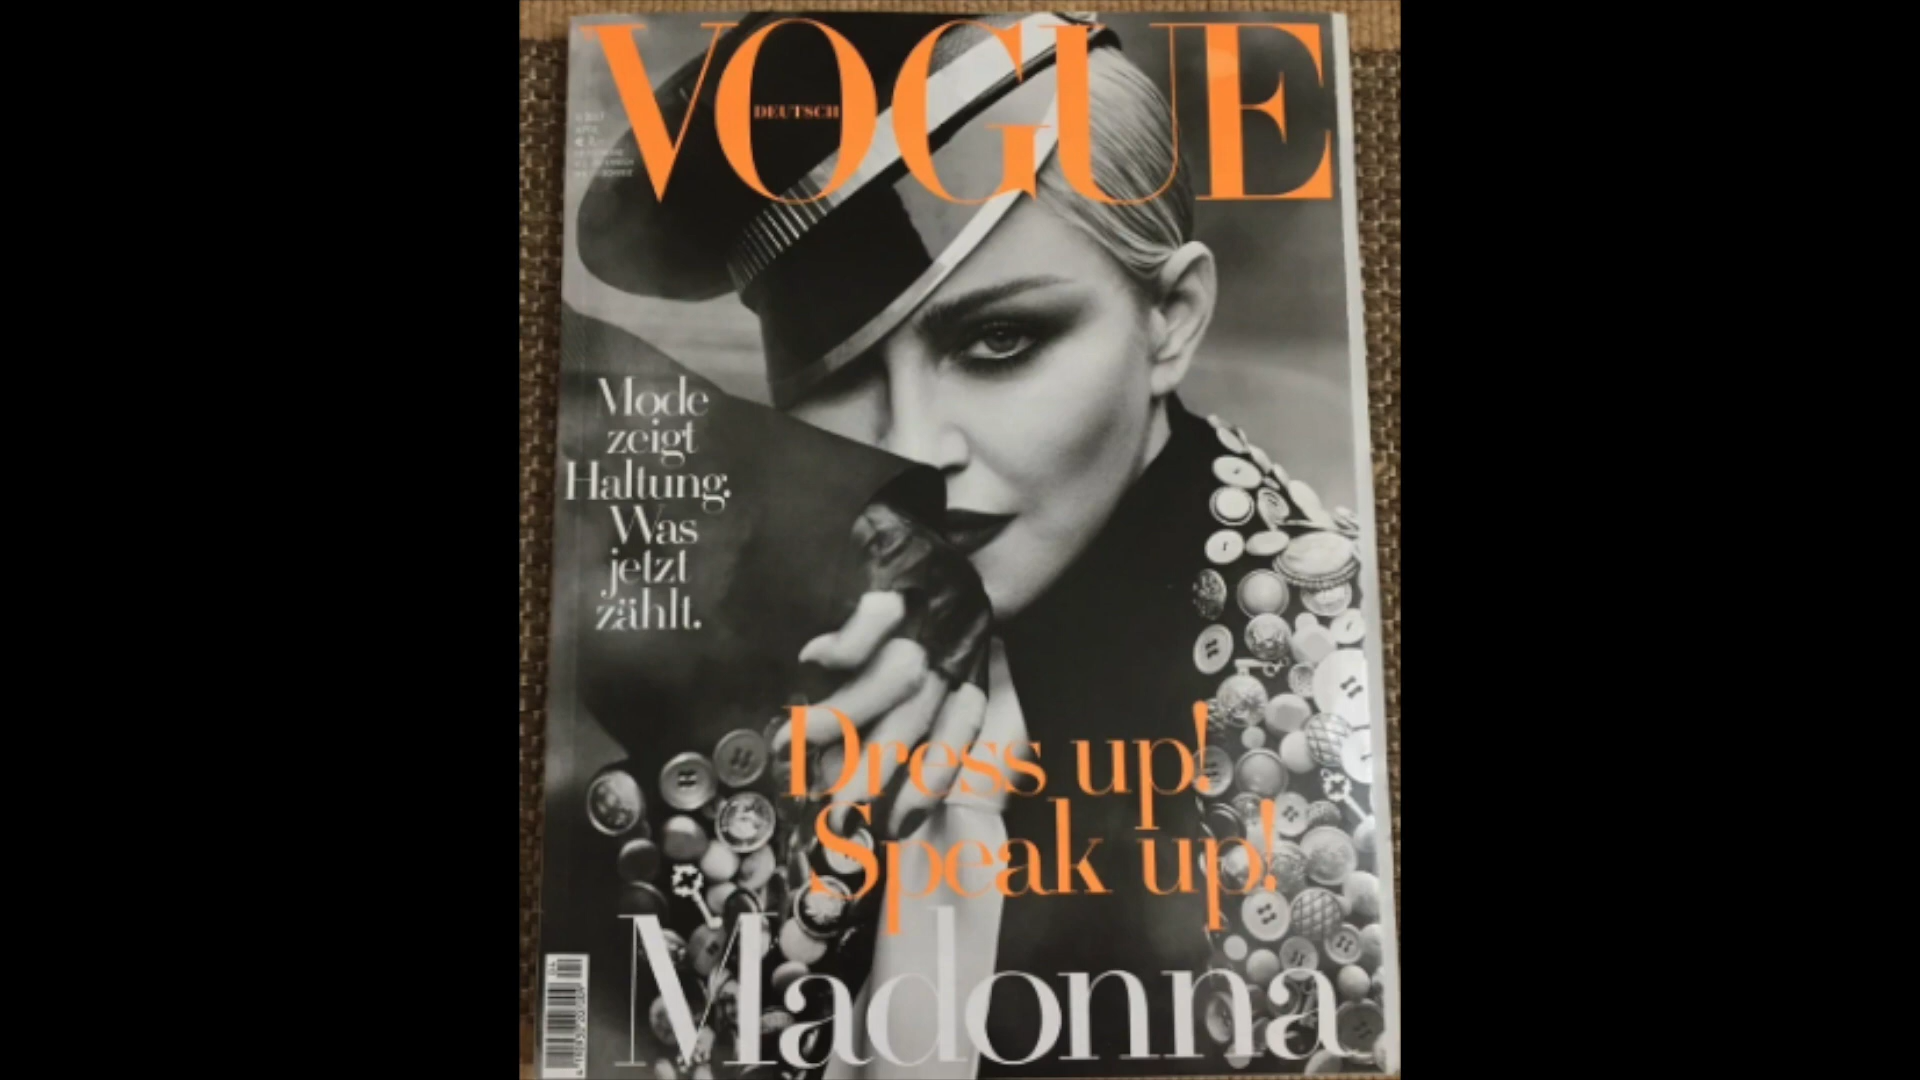 VOGUE
DEUTSCH
Mode
zeigt
Haltung.
Was
jetzt
zählt.
Dress up!
Speak up!
Madonna